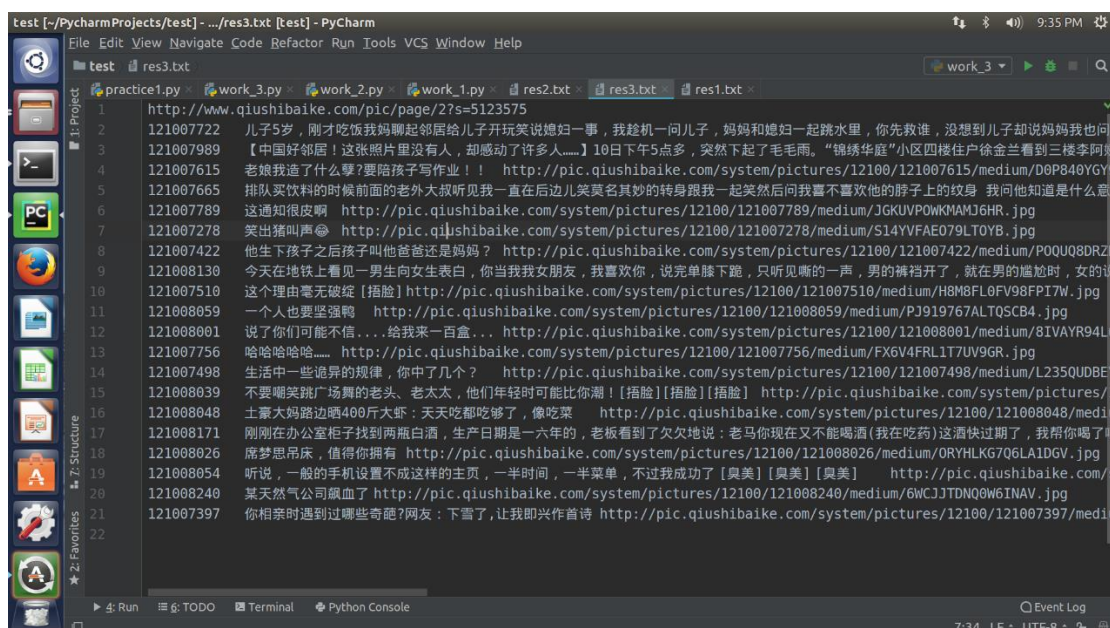 test [~/PycharmProjects/test] - .../res3.txt [test] - PyCharm 9:35 PM
File Edit View Navigate Code Refactor Run Tools VCS Window Help
test res3.txt work_3
practice1.py work_3.py work_2.py work_1.py res2.txt res3.txt res1.txt
1: Project
1 http://www.qiushibaike.com/pic/page/2?s=5123575
2 121007722 儿子5岁，刚才吃饭我妈聊起邻居给儿子开玩笑说媳妇一事，我趁机一问儿子，妈妈和媳妇一起跳水里，你先救谁，没想到儿子却说妈妈我也问
3 121007989 【中国好邻居！这张照片里没有人，却感动了许多人……】10日下午5点多，突然下起了毛毛雨。“锦绣华庭”小区四楼住户徐金兰看到三楼李阿
4 121007615 老娘我造了什么孽?要陪孩子写作业！！ http://pic.qiushibaike.com/system/pictures/12100/121007615/medium/D0P840YGY
5 121007665 排队买饮料的时候前面的老外大叔听见我一直在后边儿笑莫名其妙的转身跟我一起笑然后问我喜不喜欢他的脖子上的纹身 我问他知道是什么意
6 121007789 这通知很皮啊 http://pic.qiushibaike.com/system/pictures/12100/121007789/medium/JGKUVPOWKMAMJ6HR.jpg
7 121007278 笑出猪叫声😂 http://pic.qiushibaike.com/system/pictures/12100/121007278/medium/S14YVFAEO79LTOYB.jpg
8 121007422 他生下孩子之后孩子叫他爸爸还是妈妈？ http://pic.qiushibaike.com/system/pictures/12100/121007422/medium/POQUQ8DRZ
9 121008130 今天在地铁上看见一男生向女生表白，你当我我女朋友，我喜欢你，说完单膝下跪，只听见嘶的一声，男的裤裆开了，就在男的尴尬时，女的说
10 121007510 这个理由毫无破绽[捂脸]http://pic.qiushibaike.com/system/pictures/12100/121007510/medium/H8M8FL0FV98FPI7W.jpg
11 121008059 一个人也要坚强鸭 http://pic.qiushibaike.com/system/pictures/12100/121008059/medium/PJ919767ALTQSCB4.jpg
12 121008001 说了你们可能不信....给我来一百盒... http://pic.qiushibaike.com/system/pictures/12100/121008001/medium/8IVAYR94L
13 121007756 哈哈哈哈哈…… http://pic.qiushibaike.com/system/pictures/12100/121007756/medium/FX6V4FRL1T7UV9GR.jpg
14 121007498 生活中一些诡异的规律，你中了几个？ http://pic.qiushibaike.com/system/pictures/12100/121007498/medium/L235QUDBE
15 121008039 不要嘲笑跳广场舞的老头、老太太，他们年轻时可能比你潮！[捂脸][捂脸][捂脸] http://pic.qiushibaike.com/system/pictures/
16 121008048 土豪大妈路边晒400斤大虾：天天吃都吃够了，像吃菜 http://pic.qiushibaike.com/system/pictures/12100/121008048/medi
17 121008171 刚刚在办公室柜子找到两瓶白酒，生产日期是一六年的，老板看到了欠欠地说：老马你现在又不能喝酒(我在吃药)这酒快过期了，我帮你喝了
18 121008026 席梦思吊床，值得你拥有 http://pic.qiushibaike.com/system/pictures/12100/121008026/medium/ORYHLKG7Q6LA1DGV.jpg
19 121008054 听说，一般的手机设置不成这样的主页，一半时间，一半菜单，不过我成功了[臭美][臭美][臭美] http://pic.qiushibaike.com/
20 121008240 某天然气公司飙血了http://pic.qiushibaike.com/system/pictures/12100/121008240/medium/6WCJJTDNQ0W6INAV.jpg
21 121007397 你相亲时遇到过哪些奇葩?网友：下雪了,让我即兴作首诗 http://pic.qiushibaike.com/system/pictures/12100/121007397/medi
22
7: Structure
2: Favorites
4: Run 6: TODO Terminal Python Console Event Log
7:34 LF UTF-8